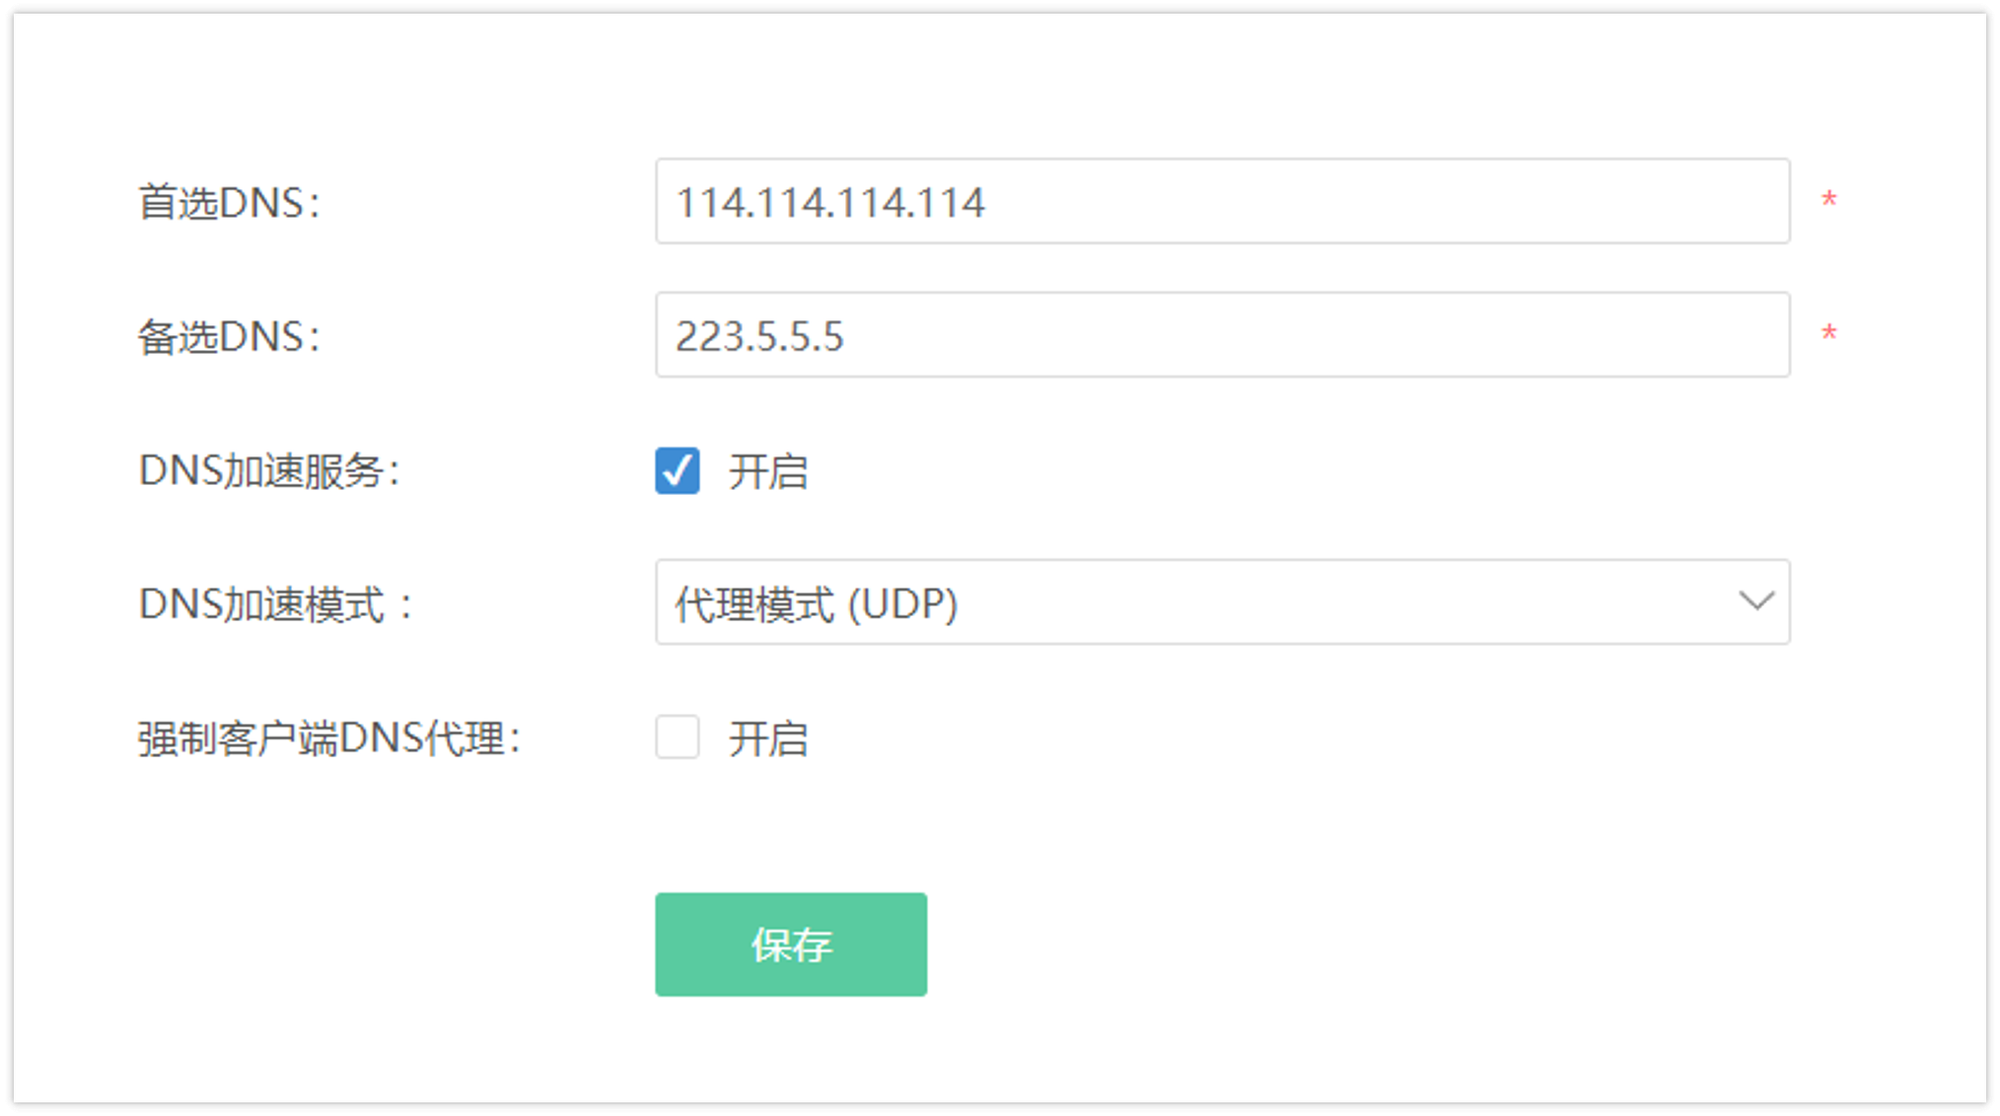 首选DNS： 114.114.114.114 *
备选DNS： 223.5.5.5 *
DNS加速服务： 开启
DNS加速模式 ： 代理模式 (UDP)
强制客户端DNS代理： 开启
保存